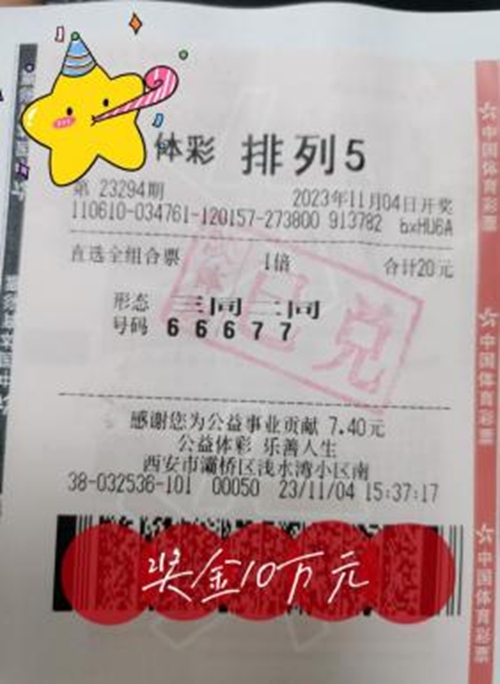 体彩 排列5
第 23294期 2023年11月04日开奖
110610-034761-120157-273800 913782 bxHU6A
直选全组合票 1倍 合计20元
形态 三同二同
号码 6 6 6 7 7
已兑
感谢您为公益事业贡献 7.40元
公益体彩 乐善人生
西安市灞桥区浅水湾小区南
38-032536-101 00050 23/11/04 15:37:17
奖金10万元
中国体育彩票
中国体育彩票
中国体育彩票